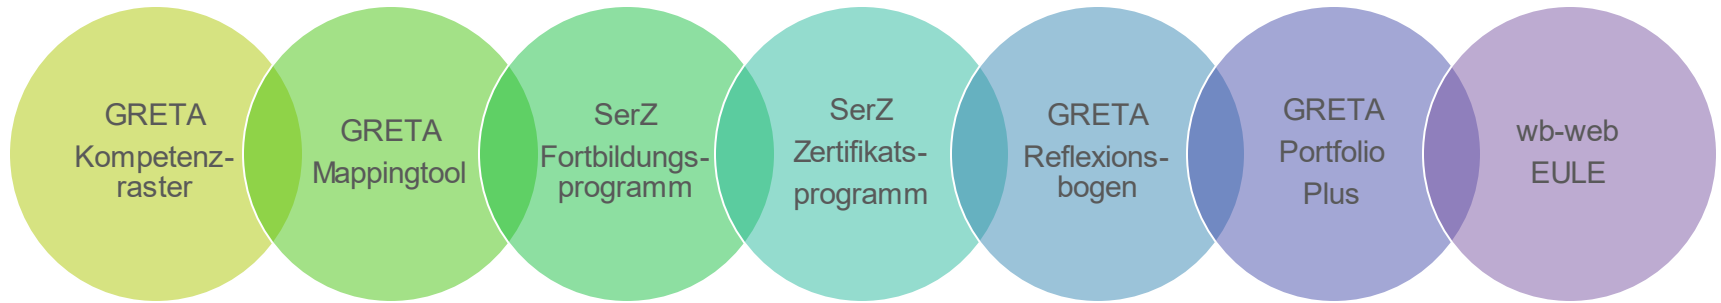 GRETA
Kompetenz-
raster
GRETA
Mappingtool
SerZ
Fortbildungs-
programm
SerZ
Zertifikats-
programm
GRETA
Reflexions-
bogen
GRETA
Portfolio
Plus
wb-web
EULE